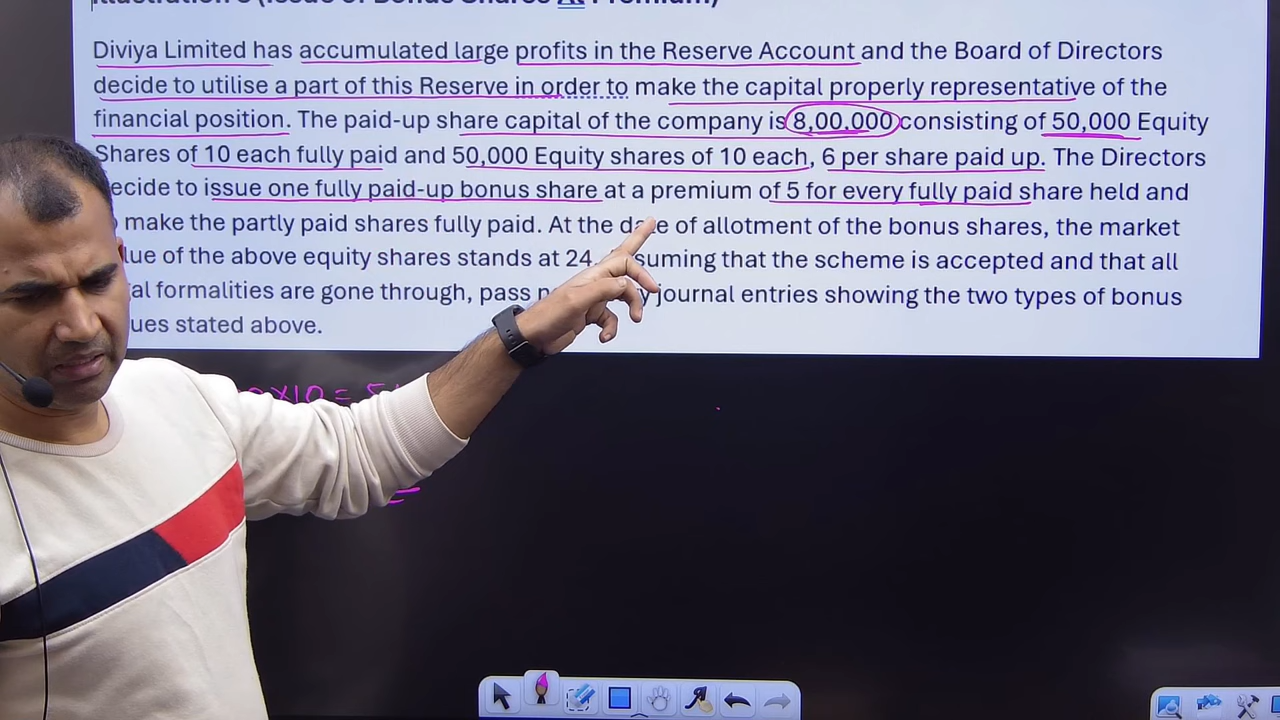 Diviya Limited has accumulated large profits in the Reserve Account and the Board of Directors
decide to utilise a part of this Reserve in order to make the capital properly representative of the
financial position. The paid-up share capital of the company is 8,00,000 consisting of 50,000 Equity
Shares of 10 each fully paid and 50,000 Equity shares of 10 each, 6 per share paid up. The Directors
issue one fully paid-up bonus share at a premium of 5 for every fully paid share held and
make the partly paid shares fully paid. At the of allotment of the bonus shares, the market
of the above equity shares stands at 24. that the scheme is accepted and that all
formalities are gone through, pass journal entries showing the two types of bonus
stated above.